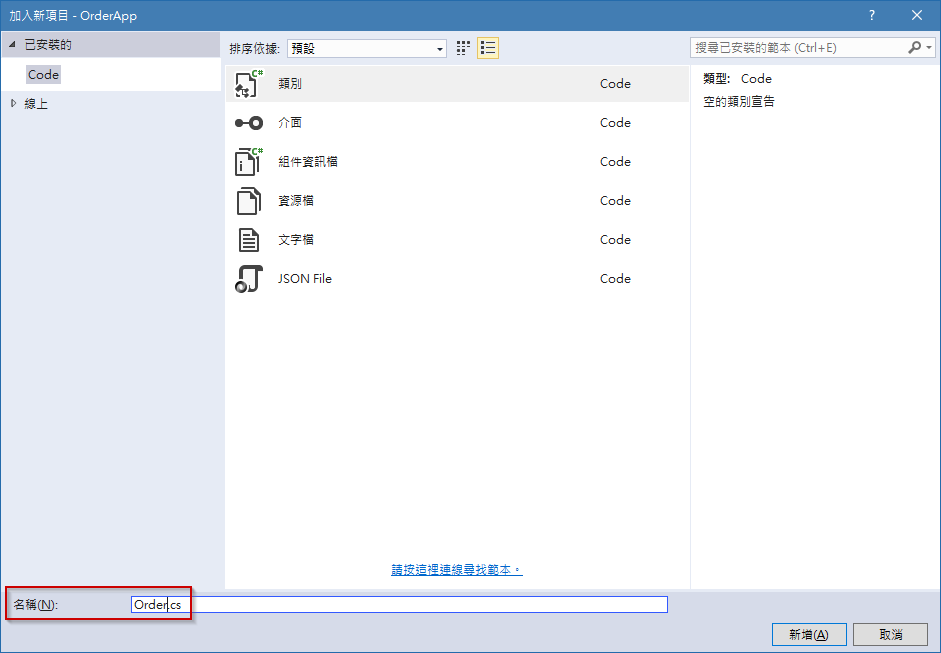 加入新項目 - OrderApp
?
已安裝的
Code
線上
排序依據: 預設
搜尋已安裝的範本 (Ctrl+E)
C# 類別 Code
介面 Code
C# 組件資訊檔 Code
資源檔 Code
文字檔 Code
JSON File Code
類型: Code
空的類別宣告
請按這裡連線尋找範本。
名稱(N): Order.cs
新增(A) 取消